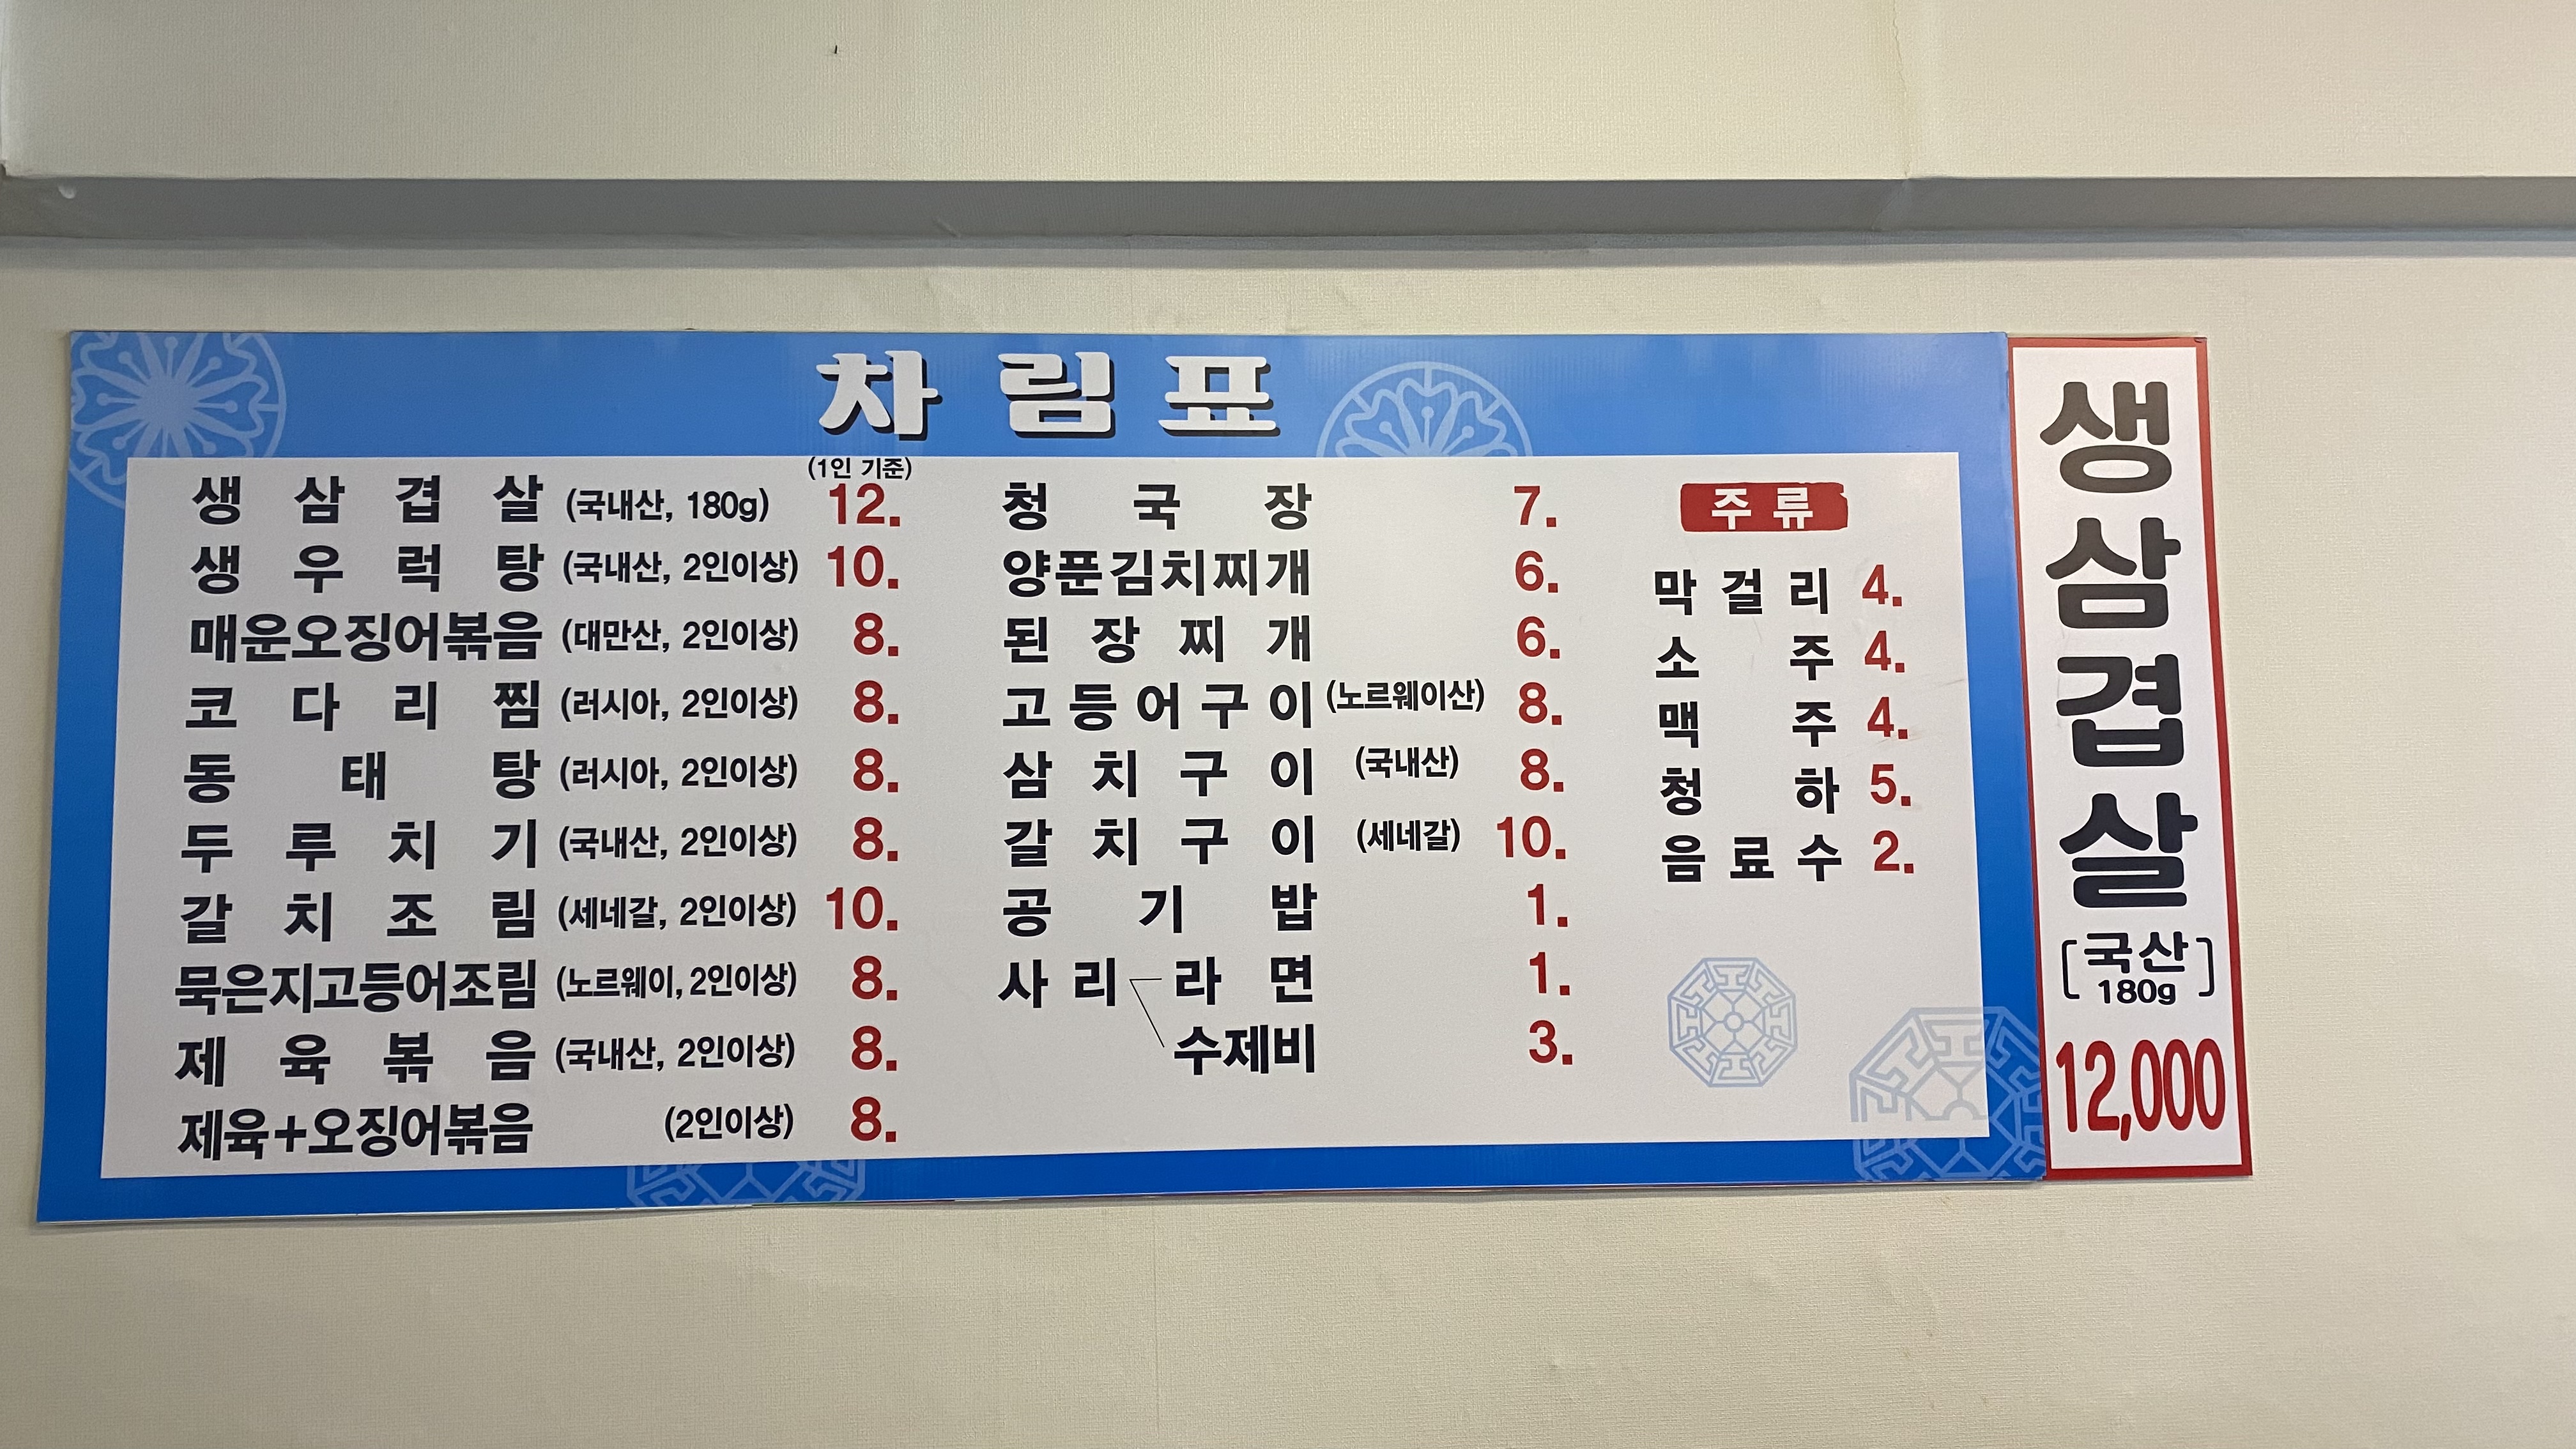 차림표
(1인 기준)
생삼겹살 (국내산, 180g) 12.
생우럭탕 (국내산, 2인이상) 10.
매운오징어볶음 (대만산, 2인이상) 8.
코다리찜 (러시아, 2인이상) 8.
동태탕 (러시아, 2인이상) 8.
두루치기 (국내산, 2인이상) 8.
갈치조림 (세네갈, 2인이상) 10.
묵은지고등어조림 (노르웨이, 2인이상) 8.
제육볶음 (국내산, 2인이상) 8.
제육+오징어볶음 (2인이상) 8.
청국장 7.
양푼김치찌개 6.
된장찌개 6.
고등어구이 (노르웨이산) 8.
삼치구이 (국내산) 8.
갈치구이 (세네갈) 10.
공기밥 1.
사리 라면 1.
수제비 3.
주류
막걸리 4.
소주 4.
맥주 4.
청하 5.
음료수 2.
생삼겹살
[국산
180g]
12,000